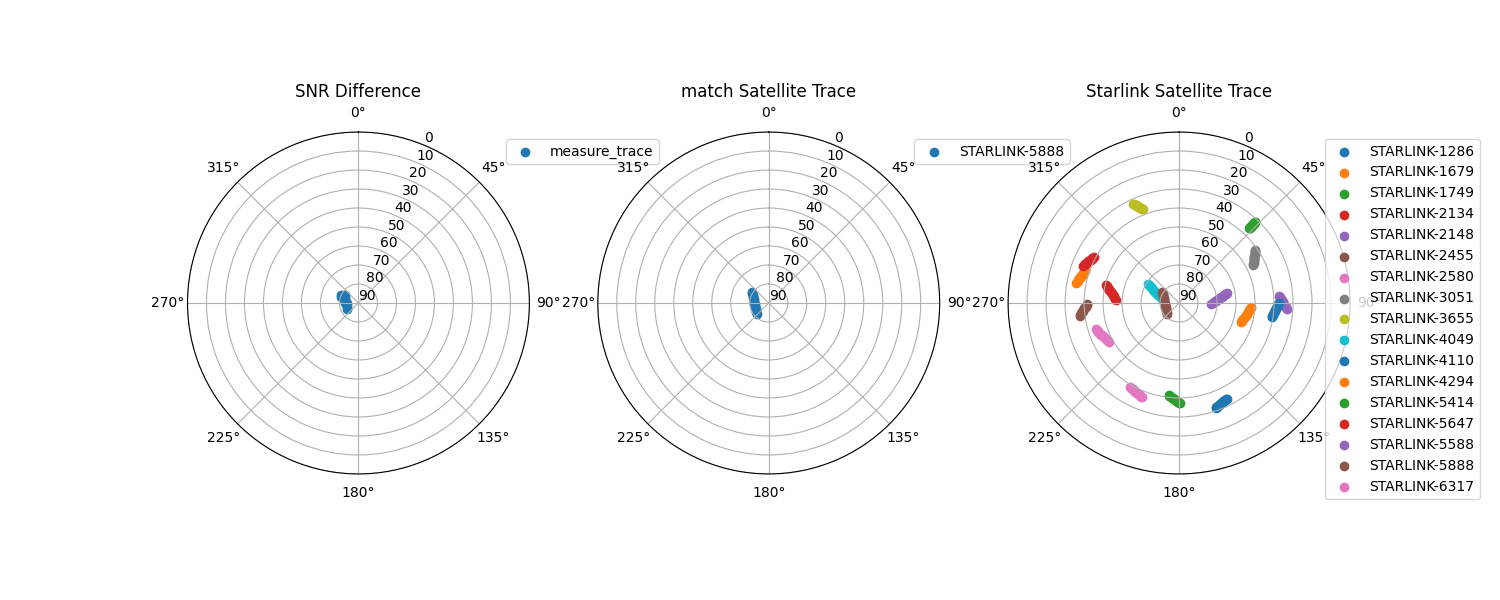 SNR Difference
0°
45°
90°
135°
180°
225°
270°
315°
0
10
20
30
40
50
60
70
80
90
measure_trace
match Satellite Trace
0°
45°
90°
135°
180°
225°
270°
315°
0
10
20
30
40
50
60
70
80
90
STARLINK-5888
Starlink Satellite Trace
0°
45°
90°
135°
180°
225°
270°
315°
0
10
20
30
40
50
60
70
80
90
STARLINK-1286
STARLINK-1679
STARLINK-1749
STARLINK-2134
STARLINK-2148
STARLINK-2455
STARLINK-2580
STARLINK-3051
STARLINK-3655
STARLINK-4049
STARLINK-4110
STARLINK-4294
STARLINK-5414
STARLINK-5647
STARLINK-5588
STARLINK-5888
STARLINK-6317